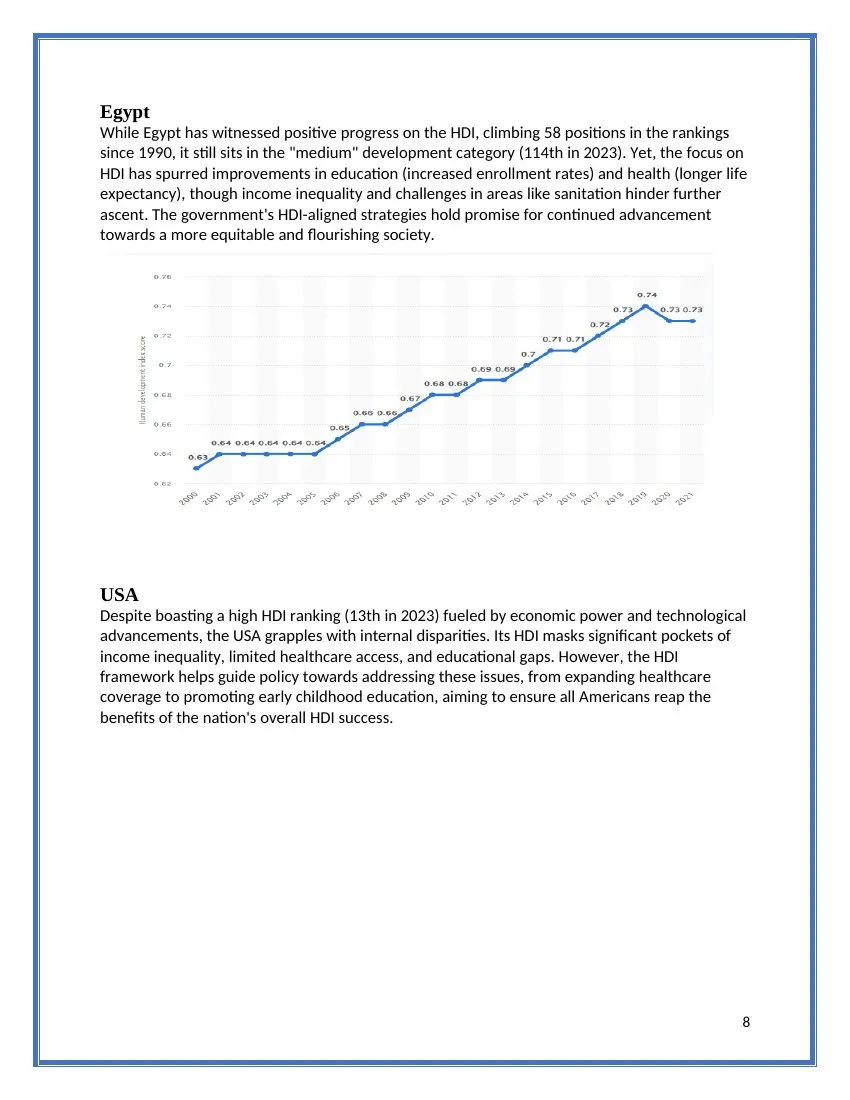 Egypt
While Egypt has witnessed positive progress on the HDI, climbing 58 positions in the rankings
since 1990, it still sits in the "medium" development category (114th in 2023). Yet, the focus on
HDI has spurred improvements in education (increased enrollment rates) and health (longer life
expectancy), though income inequality and challenges in areas like sanitation hinder further
ascent. The government's HDI-aligned strategies hold promise for continued advancement
towards a more equitable and flourishing society.
0.76
0.74
0.72
0.7
0.68
0.66
0.64
0.62
Human development index score
0.63 0.64 0.64 0.64 0.64 0.64 0.65 0.66 0.66 0.67 0.68 0.68 0.69 0.69 0.7 0.71 0.71 0.72 0.73 0.74 0.73 0.73
2000 2001 2002 2003 2004 2005 2006 2007 2008 2009 2010 2011 2012 2013 2014 2015 2016 2017 2018 2019 2020 2021
USA
Despite boasting a high HDI ranking (13th in 2023) fueled by economic power and technological
advancements, the USA grapples with internal disparities. Its HDI masks significant pockets of
income inequality, limited healthcare access, and educational gaps. However, the HDI
framework helps guide policy towards addressing these issues, from expanding healthcare
coverage to promoting early childhood education, aiming to ensure all Americans reap the
benefits of the nation's overall HDI success.
8